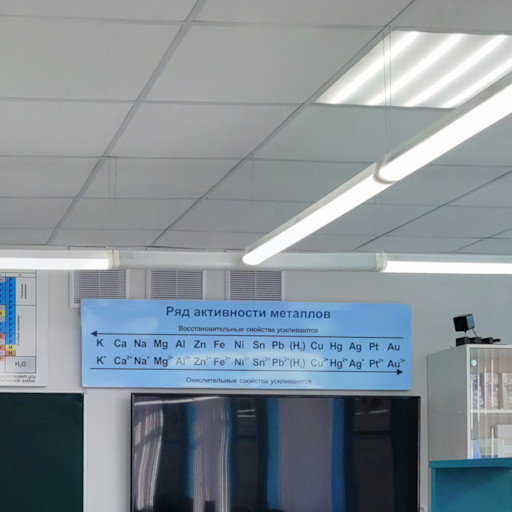 Ряд активности металлов
Восстановительные свойства усиливаются
K Ca Na Mg Al Zn Fe Ni Sn Pb (H₂) Cu Hg Ag Pt Au
K⁺ Ca²⁺ Na⁺ Mg²⁺ Al³⁺ Zn²⁺ Fe²⁺ Ni²⁺ Sn²⁺ Pb²⁺ (H₂) Cu²⁺ Hg²⁺ Ag⁺ Pt²⁺ Au³⁺
Окислительные свойства усиливаются
H₂O